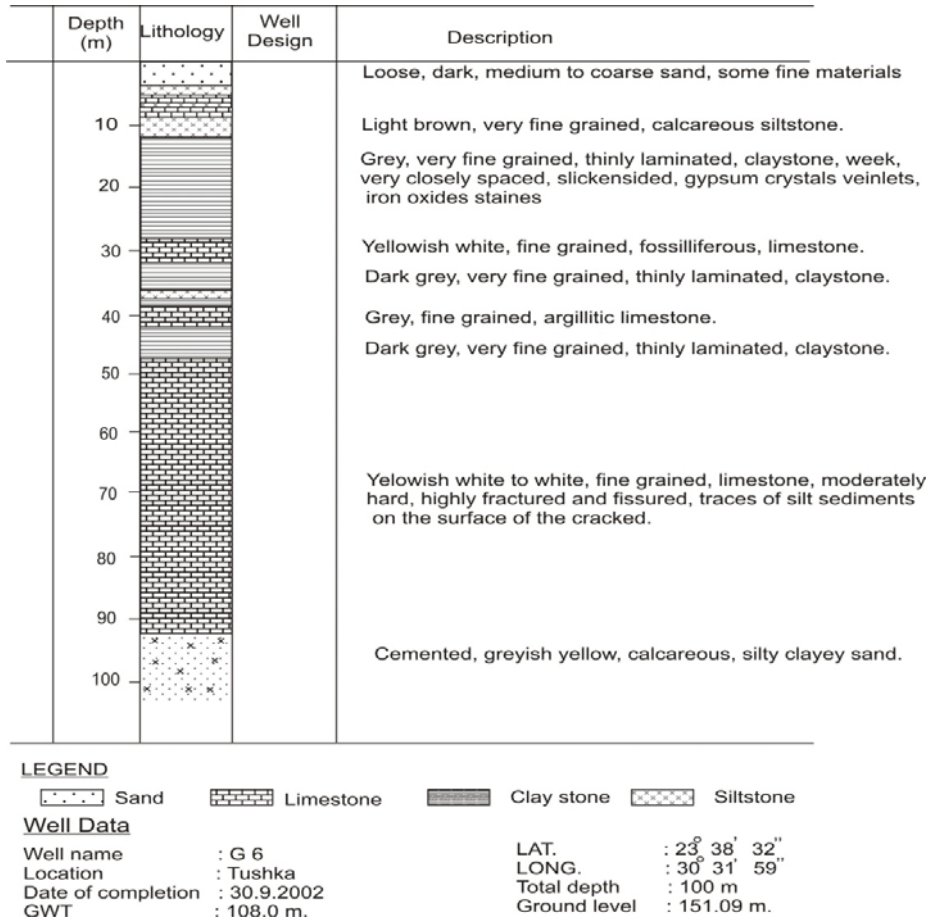 Depth (m) Lithology Well Design Description
Loose, dark, medium to coarse sand, some fine materials
10 Light brown, very fine grained, calcareous siltstone.
Grey, very fine grained, thinly laminated, claystone, week,
20 very closely spaced, slickensided, gypsum crystals veinlets,
iron oxides staines
30 Yellowish white, fine grained, fossilliferous, limestone.
Dark grey, very fine grained, thinly laminated, claystone.
40 Grey, fine grained, argillitic limestone.
Dark grey, very fine grained, thinly laminated, claystone.
50
60
Yelowish white to white, fine grained, limestone, moderately
70 hard, highly fractured and fissured, traces of silt sediments
on the surface of the cracked.
80
90
Cemented, greyish yellow, calcareous, silty clayey sand.
100
LEGEND
Sand Limestone Clay stone Siltstone
Well Data
Well name : G 6
Location : Tushka
Date of completion : 30.9.2002
GWT : 108.0 m.
LAT. : 23° 38' 32"
LONG. : 30° 31' 59"
Total depth : 100 m
Ground level : 151.09 m.